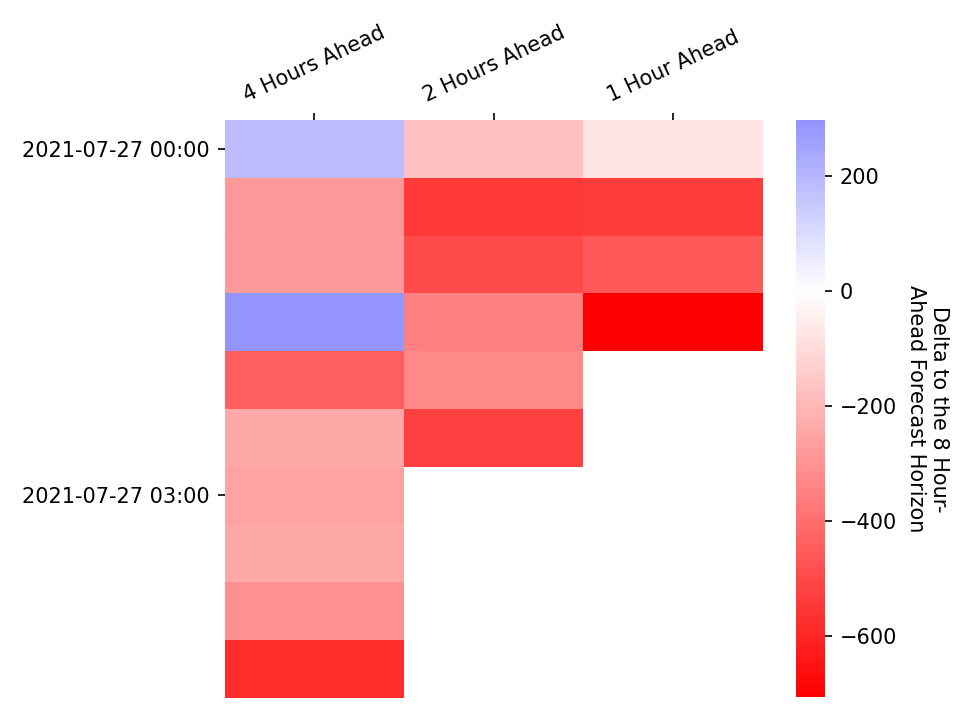 4 Hours Ahead
2 Hours Ahead
1 Hour Ahead
2021-07-27 00:00
2021-07-27 03:00
200
0
−200
−400
−600
Delta to the 8 Hour-
Ahead Forecast Horizon